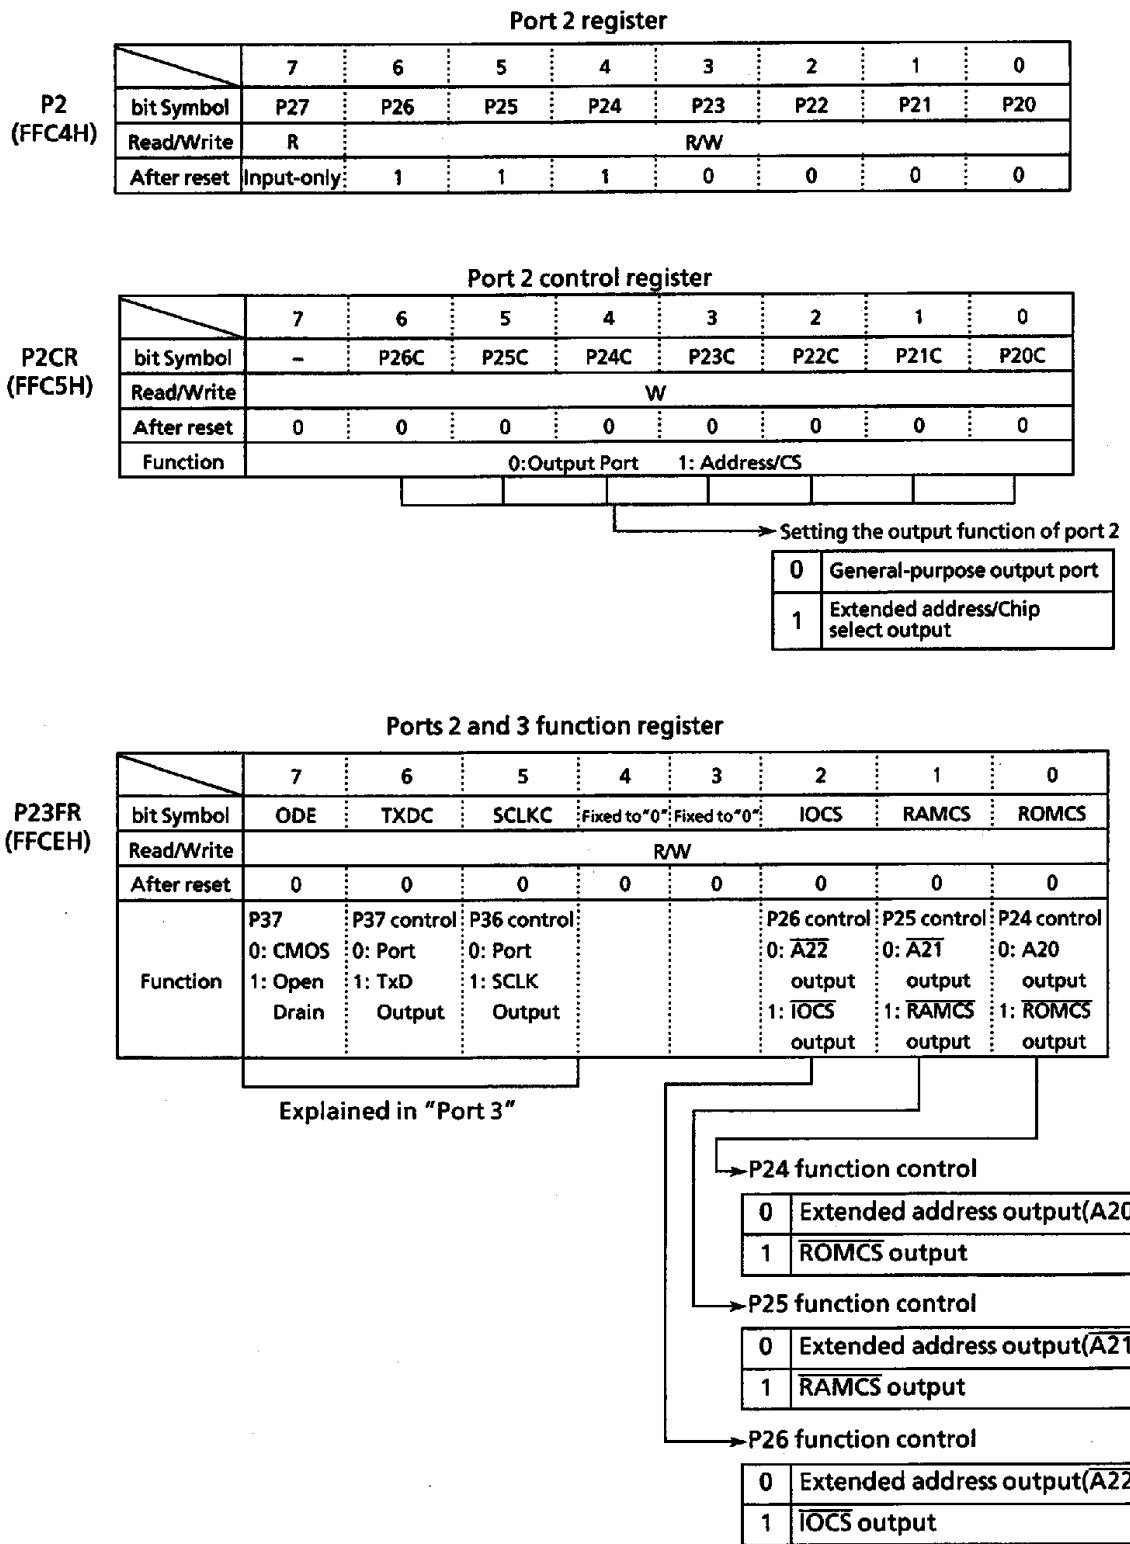 Port 2 register
7 6 5 4 3 2 1 0
P2
(FFC4H)
bit Symbol P27 P26 P25 P24 P23 P22 P21 P20
Read/Write R R/W
After reset Input-only 1 1 1 0 0 0 0
Port 2 control register
7 6 5 4 3 2 1 0
P2CR
(FFC5H)
bit Symbol – P26C P25C P24C P23C P22C P21C P20C
Read/Write W
After reset 0 0 0 0 0 0 0 0
Function 0:Output Port 1: Address/CS
Setting the output function of port 2
0 General-purpose output port
1 Extended address/Chip
select output
Ports 2 and 3 function register
7 6 5 4 3 2 1 0
P23FR
(FFCEH)
bit Symbol ODE TXDC SCLKC Fixed to"0" Fixed to"0" IOCS RAMCS ROMCS
Read/Write R/W
After reset 0 0 0 0 0 0 0 0
Function
P37
0: CMOS
1: Open
Drain
P37 control
0: Port
1: TxD
Output
P36 control
0: Port
1: SCLK
Output
P26 control
0: A̅2̅2̅
output
1: I̅O̅C̅S̅
output
P25 control
0: A̅2̅1̅
output
1: R̅A̅M̅C̅S̅
output
P24 control
0: A20
output
1: R̅O̅M̅C̅S̅
output
Explained in "Port 3"
P24 function control
0 Extended address output(A20
1 R̅O̅M̅C̅S̅ output
P25 function control
0 Extended address output(A̅2̅1̅
1 R̅A̅M̅C̅S̅ output
P26 function control
0 Extended address output(A̅2̅2̅
1 I̅O̅C̅S̅ output